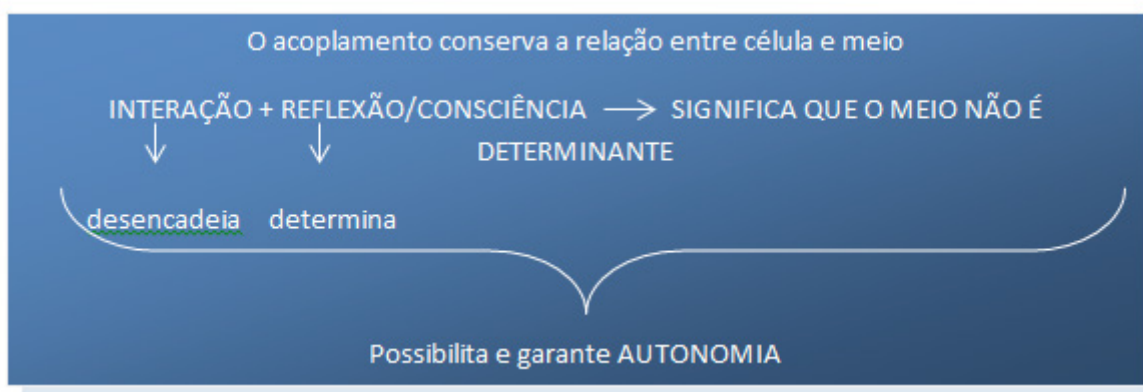 O acoplamento conserva a relação entre célula e meio
INTERAÇÃO + REFLEXÃO/CONSCIÊNCIA → SIGNIFICA QUE O MEIO NÃO É
DETERMINANTE
desencadeia determina
Possibilita e garante AUTONOMIA